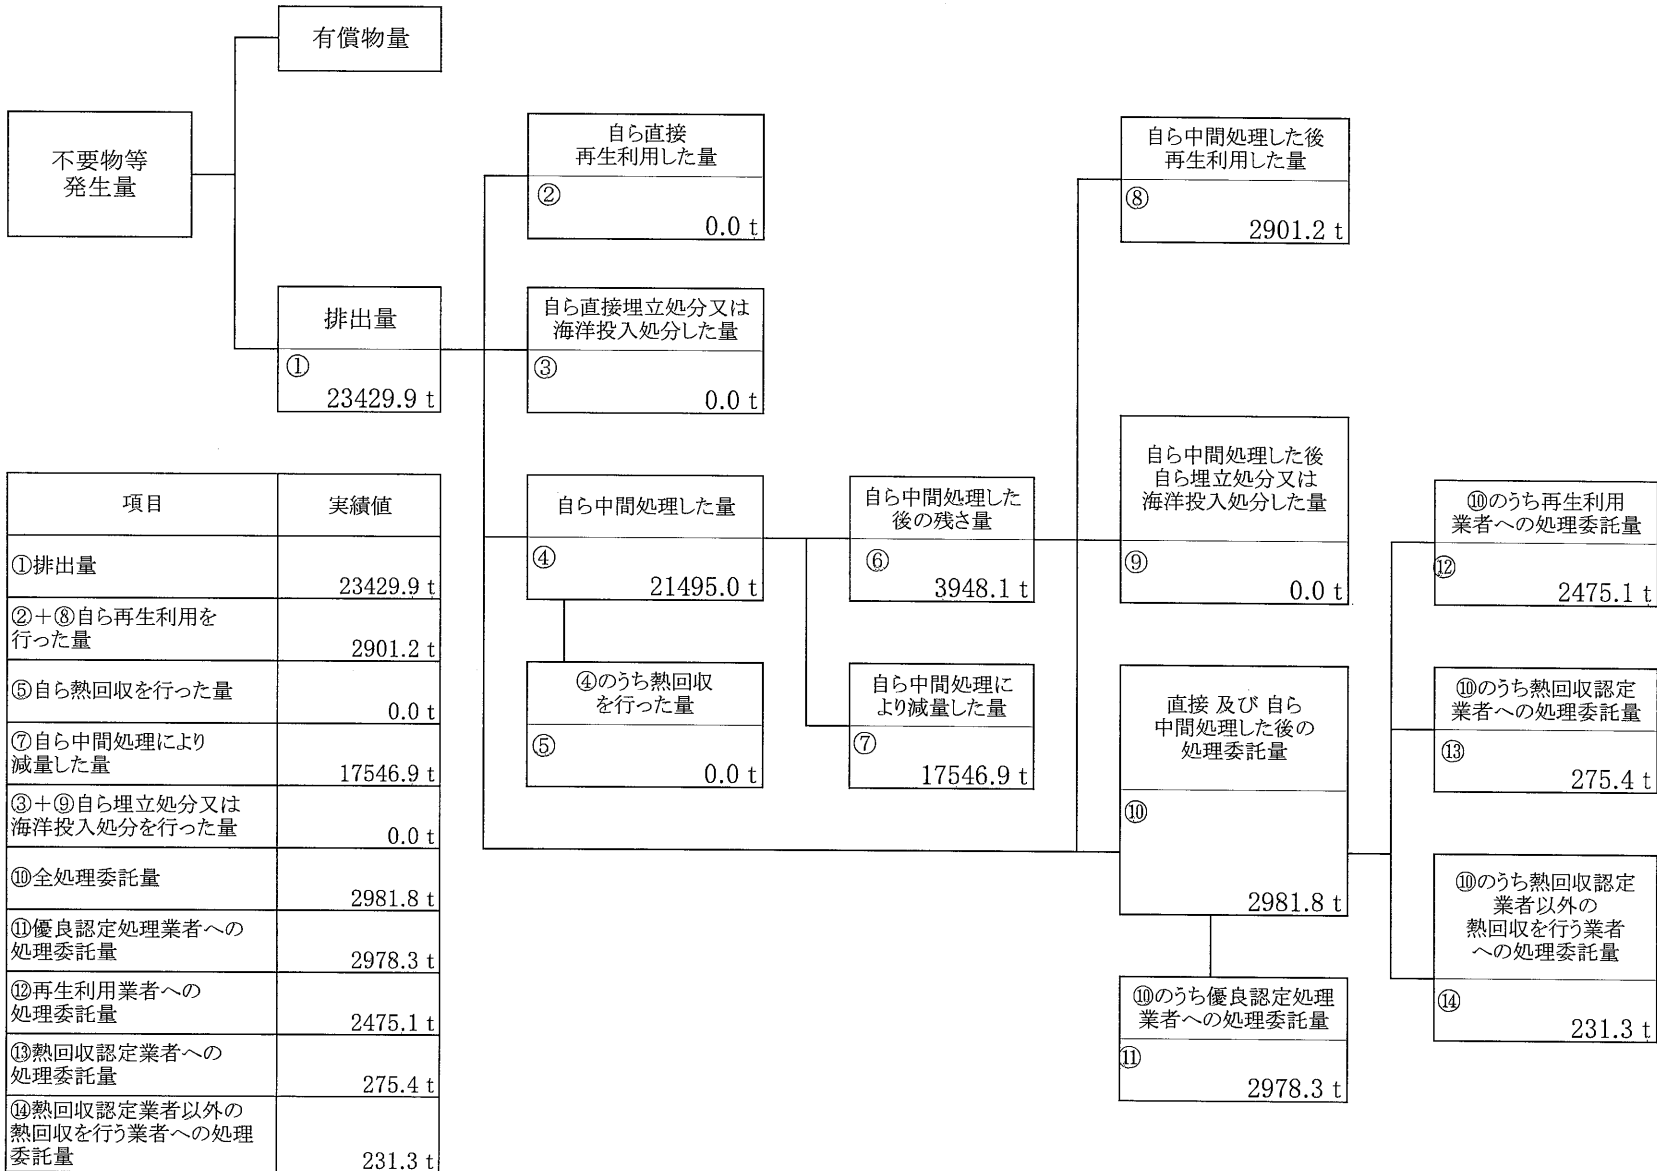 有償物量
不要物等
発生量
排出量
①
23429.9 t
自ら直接
再生利用した量
②
0.0 t
自ら直接埋立処分又は
海洋投入処分した量
③
0.0 t
自ら中間処理した量
④
21495.0 t
④のうち熱回収
を行った量
⑤
0.0 t
自ら中間処理した
後の残さ量
⑥
3948.1 t
自ら中間処理に
より減量した量
⑦
17546.9 t
自ら中間処理した後
再生利用した量
⑧
2901.2 t
自ら中間処理した後
自ら埋立処分又は
海洋投入処分した量
⑨
0.0 t
直接 及び 自ら
中間処理した後の
処理委託量
⑩
2981.8 t
⑩のうち優良認定処理
業者への処理委託量
⑪
2978.3 t
⑩のうち再生利用
業者への処理委託量
⑫
2475.1 t
⑩のうち熱回収認定
業者への処理委託量
⑬
275.4 t
⑩のうち熱回収認定
業者以外の
熱回収を行う業者
への処理委託量
⑭
231.3 t
項目 実績値
①排出量
23429.9 t
②+⑧自ら再生利用を
行った量
2901.2 t
⑤自ら熱回収を行った量
0.0 t
⑦自ら中間処理により
減量した量
17546.9 t
③+⑨自ら埋立処分又は
海洋投入処分を行った量
0.0 t
⑩全処理委託量
2981.8 t
⑪優良認定処理業者への
処理委託量
2978.3 t
⑫再生利用業者への
処理委託量
2475.1 t
⑬熱回収認定業者への
処理委託量
275.4 t
⑭熱回収認定業者以外の
熱回収を行う業者への処理
委託量
231.3 t